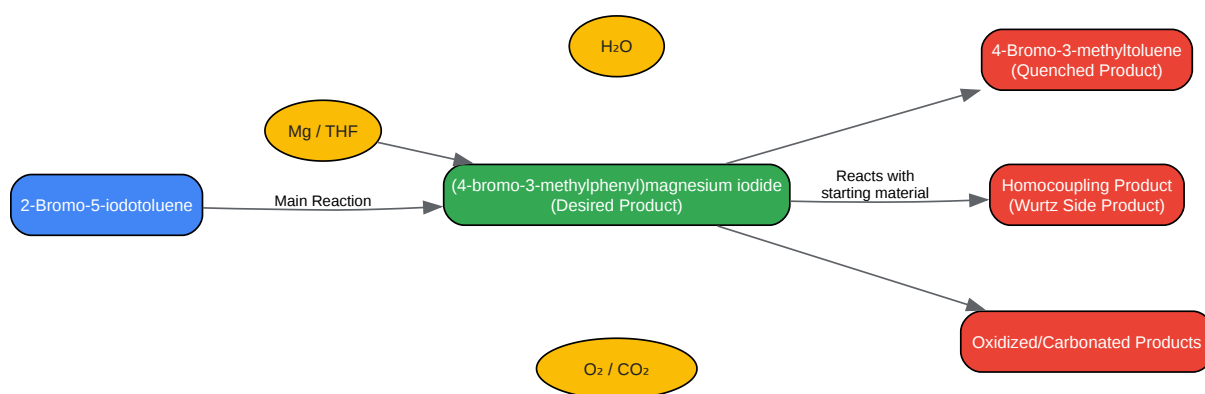 H₂O
4-Bromo-3-methyltoluene
(Quenched Product)
Mg / THF
2-Bromo-5-iodotoluene
Main Reaction
(4-bromo-3-methylphenyl)magnesium iodide
(Desired Product)
Reacts with
starting material
Homocoupling Product
(Wurtz Side Product)
Oxidized/Carbonated Products
O₂ / CO₂